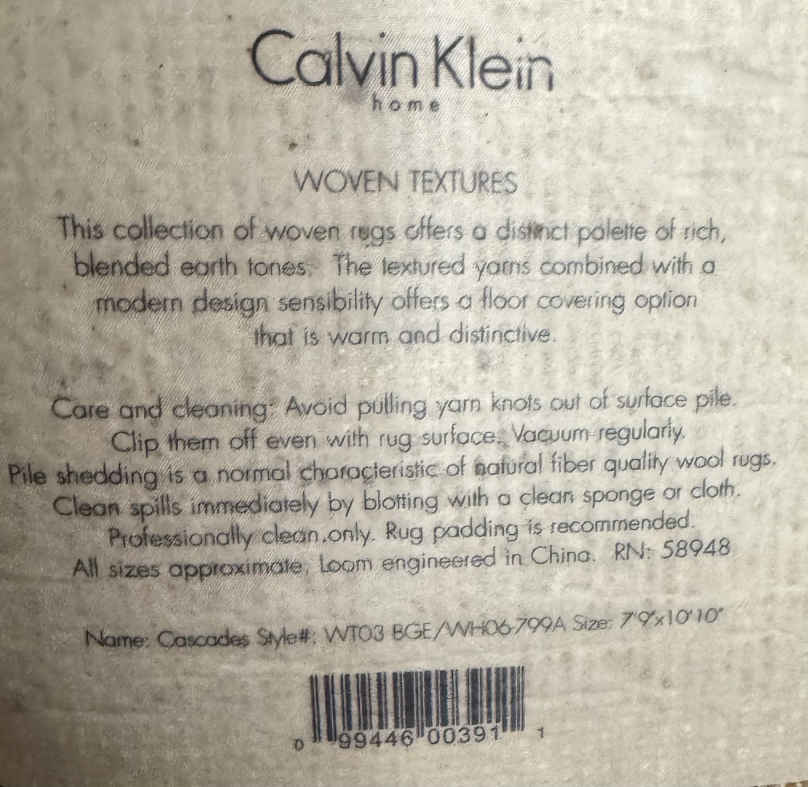 Calvin Klein
home
WOVEN TEXTURES
This collection of woven rugs offers a distinct palette of rich,
blended earth tones. The textured yarns combined with a
modern design sensibility offers a floor covering option
that is warm and distinctive.
Care and cleaning: Avoid pulling yarn knots out of surface pile.
Clip them off even with rug surface. Vacuum regularly.
Pile shedding is a normal characteristic of natural fiber quality wool rugs.
Clean spills immediately by blotting with a clean sponge or cloth.
Professionally clean only. Rug padding is recommended.
All sizes approximate. Loom engineered in China. RN: 58948
Name: Cascades Style#: WT03 BGE/WH06-799A Size: 7'9"x10'10"
0 99446 00391 1